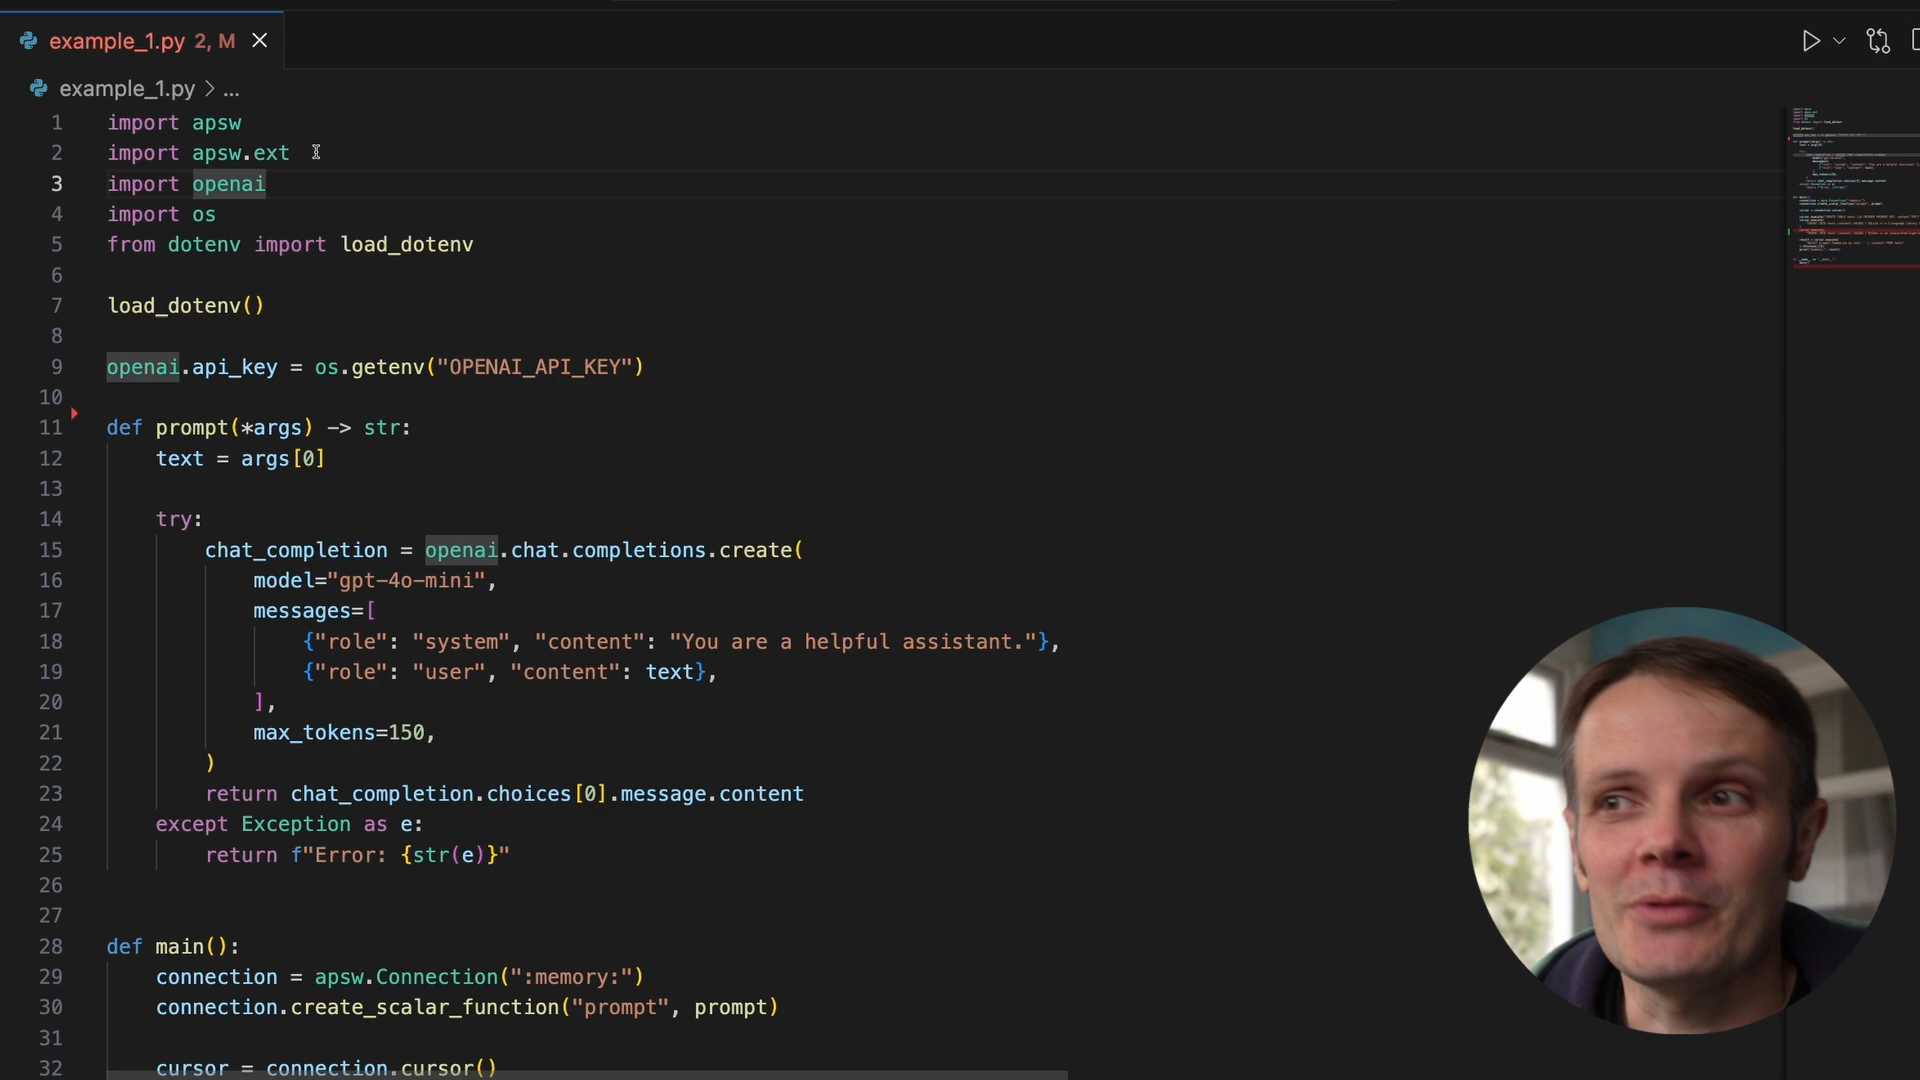 example_1.py 2, M
example_1.py > ...
1 import apsw
2 import apsw.ext
3 import openai
4 import os
5 from dotenv import load_dotenv
6
7 load_dotenv()
8
9 openai.api_key = os.getenv("OPENAI_API_KEY")
10
11 def prompt(*args) -> str:
12     text = args[0]
13
14     try:
15         chat_completion = openai.chat.completions.create(
16             model="gpt-4o-mini",
17             messages=[
18                 {"role": "system", "content": "You are a helpful assistant."},
19                 {"role": "user", "content": text},
20             ],
21             max_tokens=150,
22         )
23         return chat_completion.choices[0].message.content
24     except Exception as e:
25         return f"Error: {str(e)}"
26
27
28 def main():
29     connection = apsw.Connection(":memory:")
30     connection.create_scalar_function("prompt", prompt)
31
32     cursor = connection.cursor()